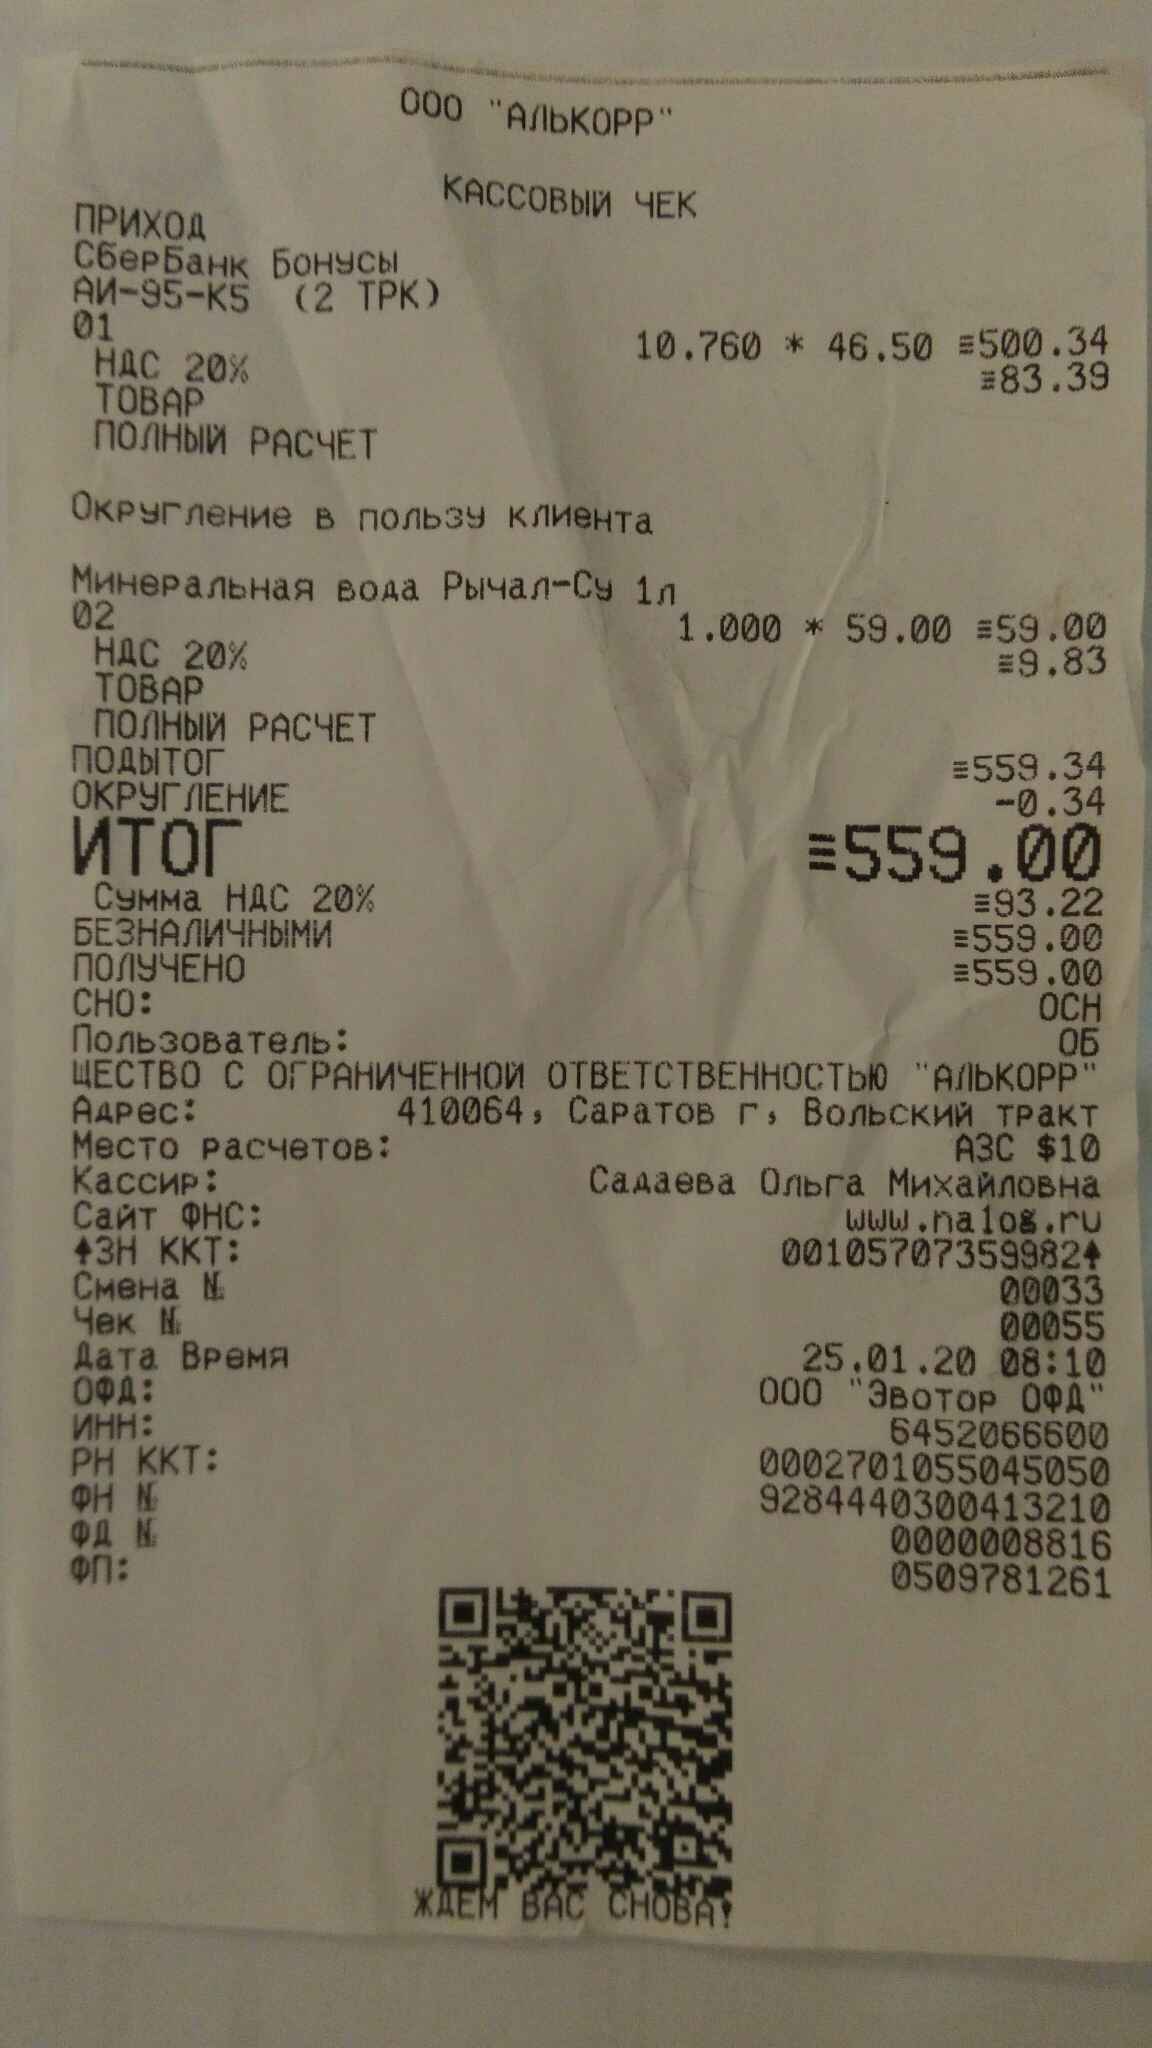 ООО "АЛЬКОРР"
КАССОВЫЙ ЧЕК
ПРИХОД
СберБанк Бонусы
АИ-95-К5 (2 ТРК)
01
10.760 * 46.50 ≡500.34
НДС 20% ≡83.39
ТОВАР
ПОЛНЫЙ РАСЧЕТ
Округление в пользу клиента
Минеральная вода Рычал-Су 1л
02
1.000 * 59.00 ≡59.00
НДС 20% ≡9.83
ТОВАР
ПОЛНЫЙ РАСЧЕТ
ПОДЫТОГ ≡559.34
ОКРУГЛЕНИЕ -0.34
ИТОГ ≡559.00
Сумма НДС 20% ≡93.22
БЕЗНАЛИЧНЫМИ ≡559.00
ПОЛУЧЕНО ≡559.00
СНО: ОСН
Пользователь: ОБ
ЩЕСТВО С ОГРАНИЧЕННОЙ ОТВЕТСТВЕННОСТЬЮ "АЛЬКОРР"
Адрес: 410064, Саратов г, Вольский тракт
Место расчетов: АЗС $10
Кассир: Садаева Ольга Михайловна
Сайт ФНС: www.nalog.ru
↑ЗН ККТ: 00105707359982↑
Смена № 00033
Чек № 00055
Дата Время 25.01.20 08:10
ОФД: ООО "Эвотор ОФД"
ИНН: 6452066600
РН ККТ: 0002701055045050
ФН № 9284440300413210
ФД № 0000008816
ФП: 0509781261
ЖДЕМ ВАС СНОВА!